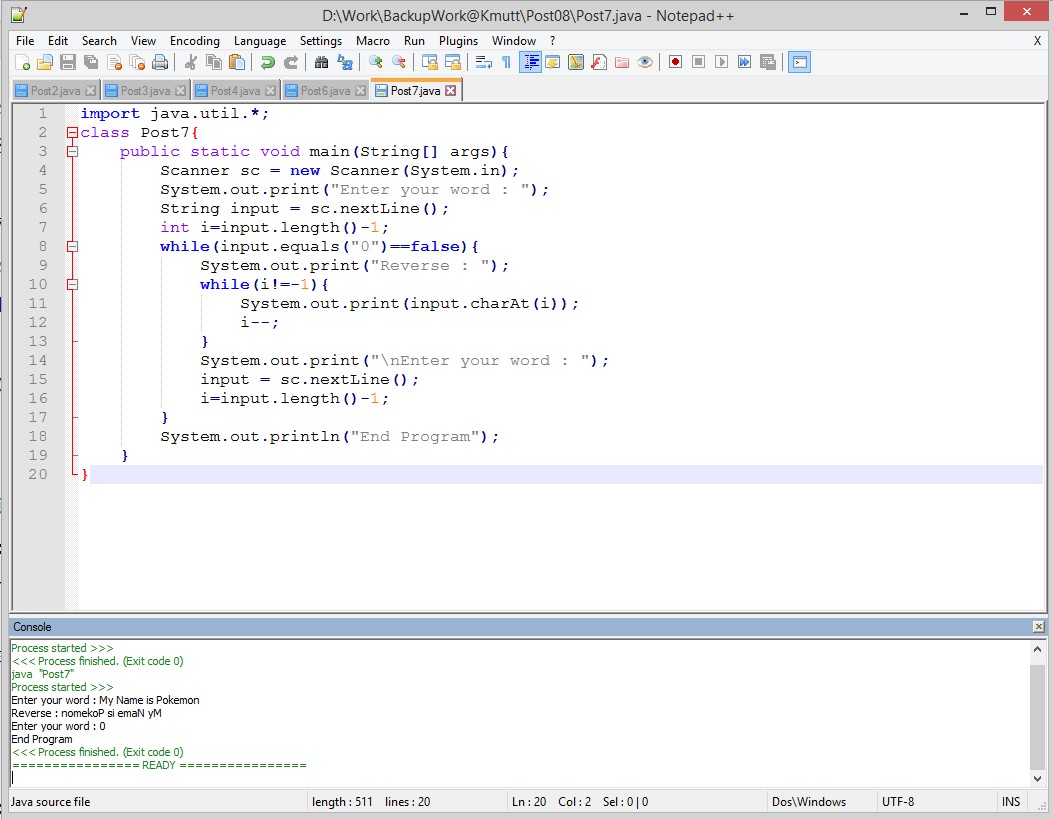 D:\Work\BackupWork@Kmutt\Post08\Post7.java - Notepad++
File Edit Search View Encoding Language Settings Macro Run Plugins Window ? X
Post2.java Post3.java Post4.java Post6.java Post7.java
1 import java.util.*;
2 class Post7{
3 public static void main(String[] args){
4 Scanner sc = new Scanner(System.in);
5 System.out.print("Enter your word : ");
6 String input = sc.nextLine();
7 int i=input.length()-1;
8 while(input.equals("0")==false){
9 System.out.print("Reverse : ");
10 while(i!=-1){
11 System.out.print(input.charAt(i));
12 i--;
13 }
14 System.out.print("\nEnter your word : ");
15 input = sc.nextLine();
16 i=input.length()-1;
17 }
18 System.out.println("End Program");
19 }
20 }
Console
Process started >>>
<<< Process finished. (Exit code 0)
java "Post7"
Process started >>>
Enter your word : My Name is Pokemon
Reverse : nomekoP si emaN yM
Enter your word : 0
End Program
<<< Process finished. (Exit code 0)
================ READY ================
Java source file length : 511 lines : 20 Ln : 20 Col : 2 Sel : 0 | 0 Dos\Windows UTF-8 INS